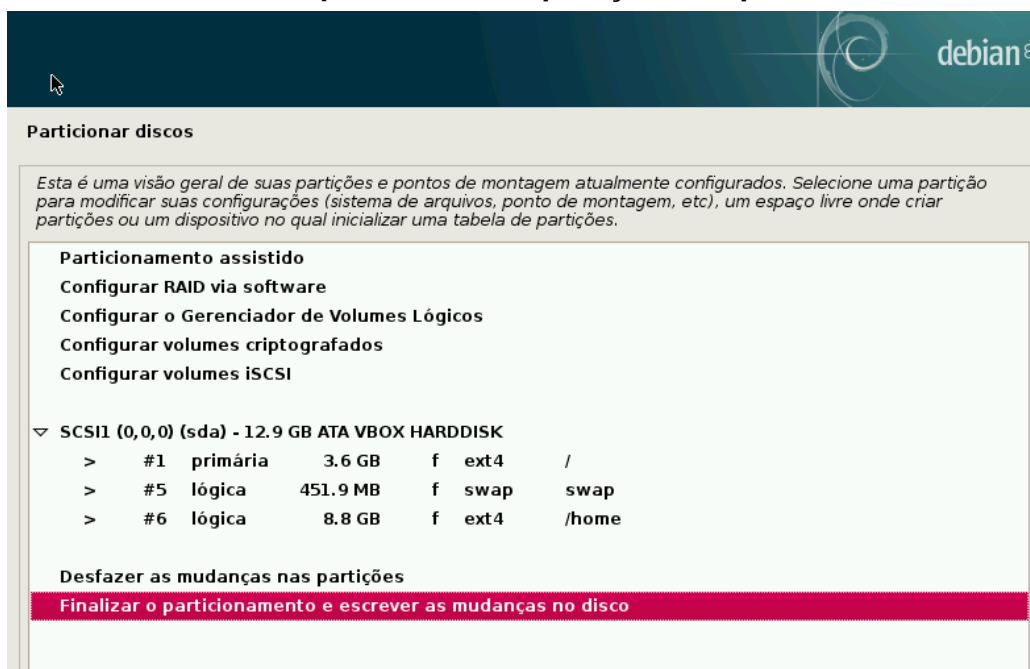 debian 8
Particionar discos
Esta é uma visão geral de suas partições e pontos de montagem atualmente configurados. Selecione uma partição
para modificar suas configurações (sistema de arquivos, ponto de montagem, etc), um espaço livre onde criar
partições ou um dispositivo no qual inicializar uma tabela de partições.
Particionamento assistido
Configurar RAID via software
Configurar o Gerenciador de Volumes Lógicos
Configurar volumes criptografados
Configurar volumes iSCSI
SCSI1 (0,0,0) (sda) - 12.9 GB ATA VBOX HARDDISK
> #1 primária 3.6 GB f ext4 /
> #5 lógica 451.9 MB f swap swap
> #6 lógica 8.8 GB f ext4 /home
Desfazer as mudanças nas partições
Finalizar o particionamento e escrever as mudanças no disco